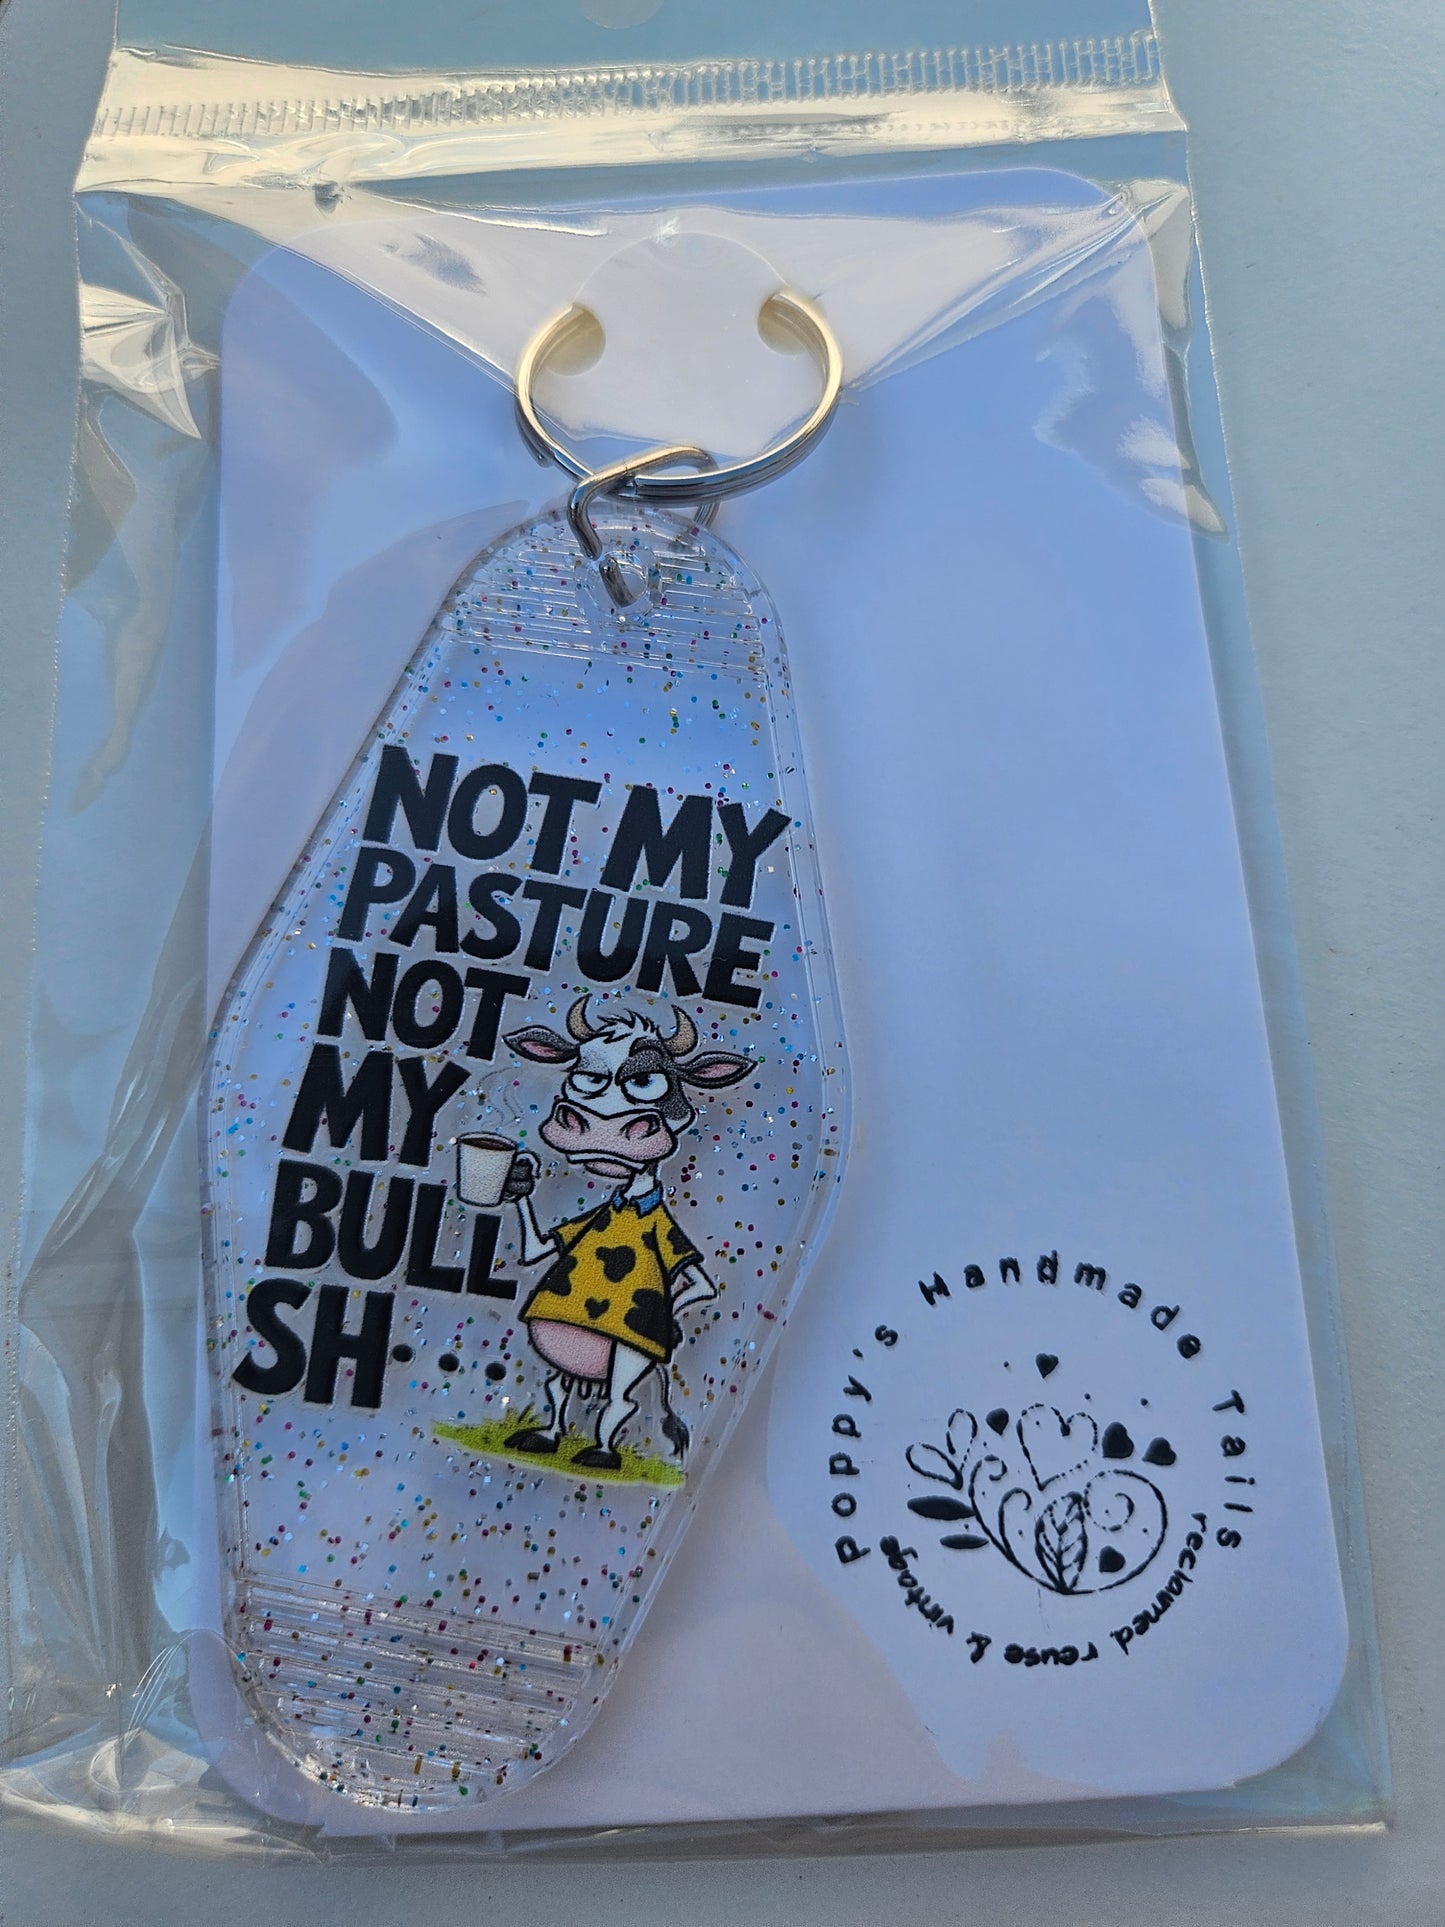 NOT MY
PASTURE
NOT
MY
BULL
SH...
Poppy's Handmade Tails
reclaimed reuse & vintage